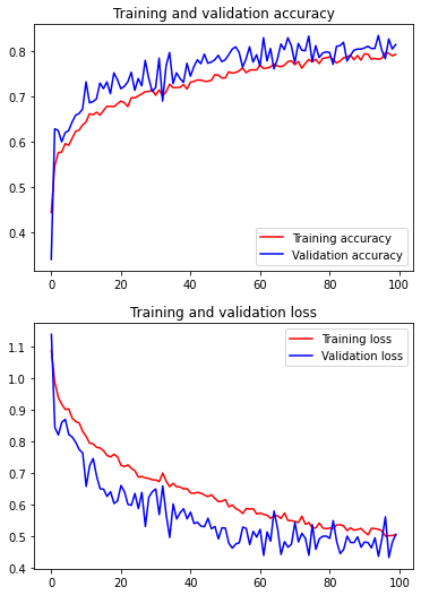 Training and validation accuracy
0.8
0.7
0.6
0.5
0.4
Training accuracy
Validation accuracy
0 20 40 60 80 100
Training and validation loss
Training loss
Validation loss
1.1
1.0
0.9
0.8
0.7
0.6
0.5
0.4
0 20 40 60 80 100